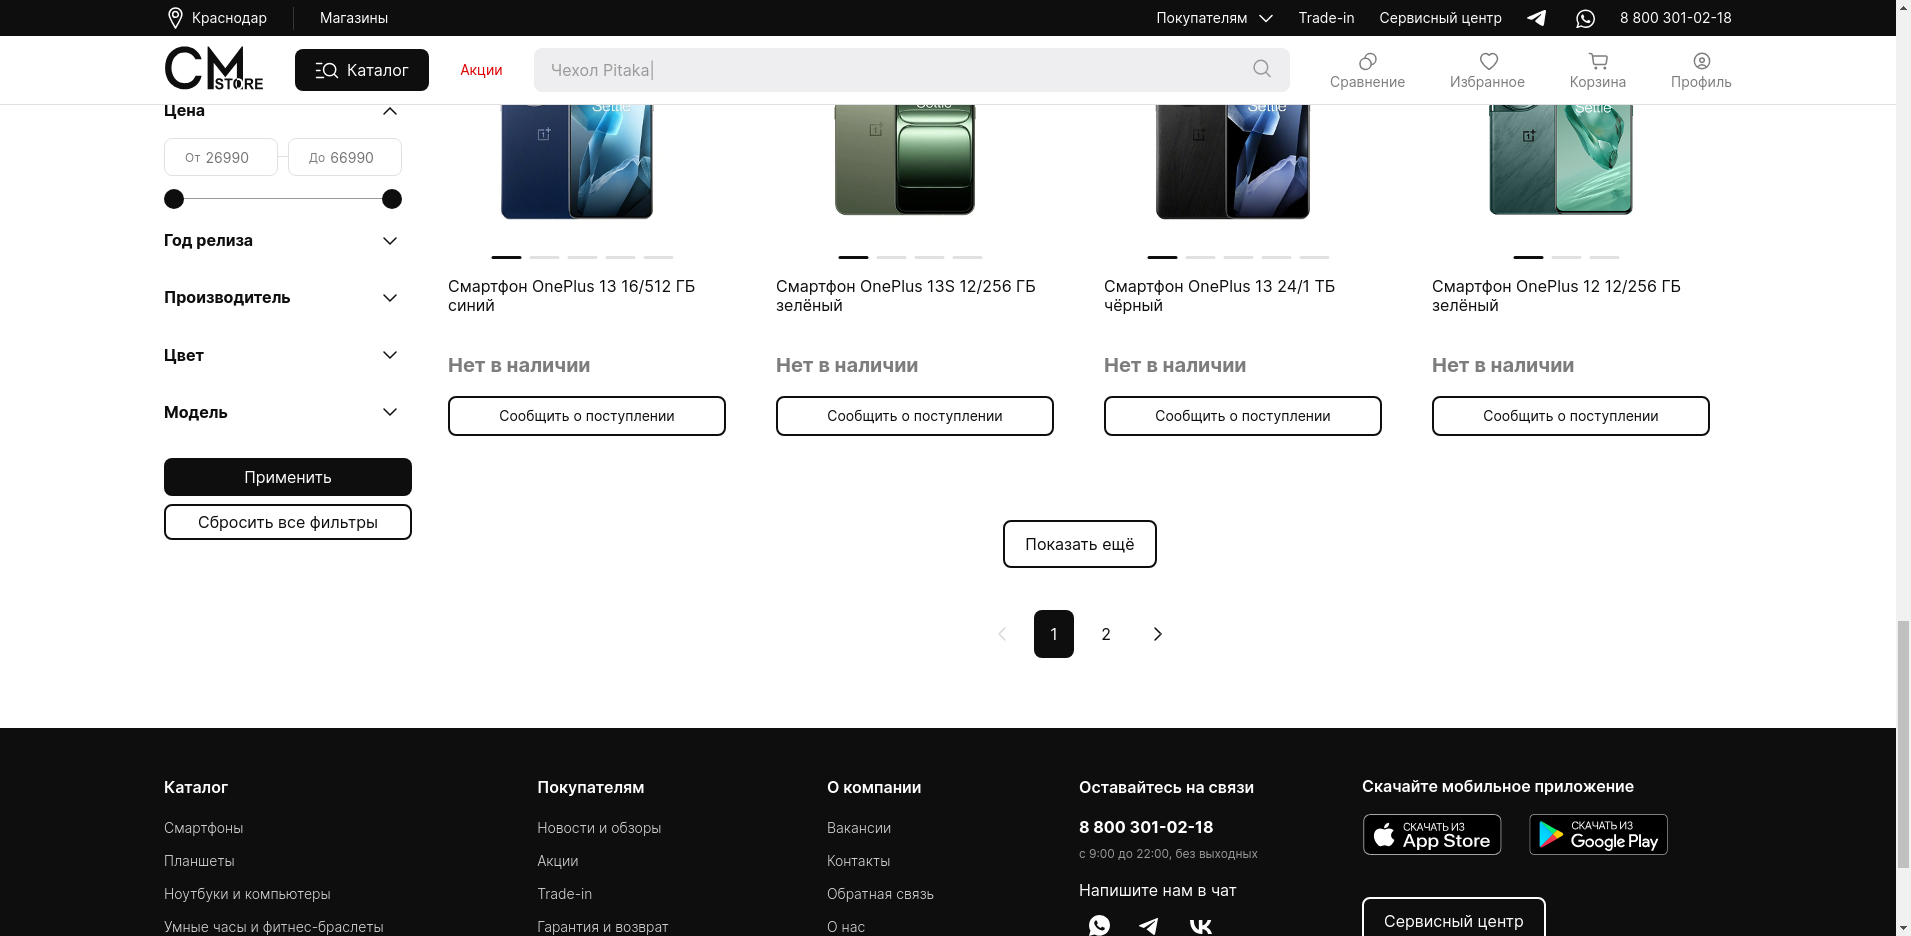 Краснодар
Магазины
Покупателям
Trade-in
Сервисный центр
8 800 301-02-18
CM STORE
Каталог
Акции
Чехол Pitaka|
Сравнение
Избранное
Корзина
Профиль
Цена
От 26990
До 66990
Год релиза
Производитель
Цвет
Модель
Применить
Сбросить все фильтры
Смартфон OnePlus 13 16/512 ГБ
синий
Нет в наличии
Сообщить о поступлении
Смартфон OnePlus 13S 12/256 ГБ
зелёный
Нет в наличии
Сообщить о поступлении
Смартфон OnePlus 13 24/1 ТБ
чёрный
Нет в наличии
Сообщить о поступлении
Смартфон OnePlus 12 12/256 ГБ
зелёный
Нет в наличии
Сообщить о поступлении
Показать ещё
1
2
Каталог
Смартфоны
Планшеты
Ноутбуки и компьютеры
Умные часы и фитнес-браслеты
Покупателям
Новости и обзоры
Акции
Trade-in
Гарантия и возврат
О компании
Вакансии
Контакты
Обратная связь
О нас
Оставайтесь на связи
8 800 301-02-18
с 9:00 до 22:00, без выходных
Напишите нам в чат
Скачайте мобильное приложение
СКАЧАТЬ ИЗ
App Store
СКАЧАТЬ ИЗ
Google Play
Сервисный центр